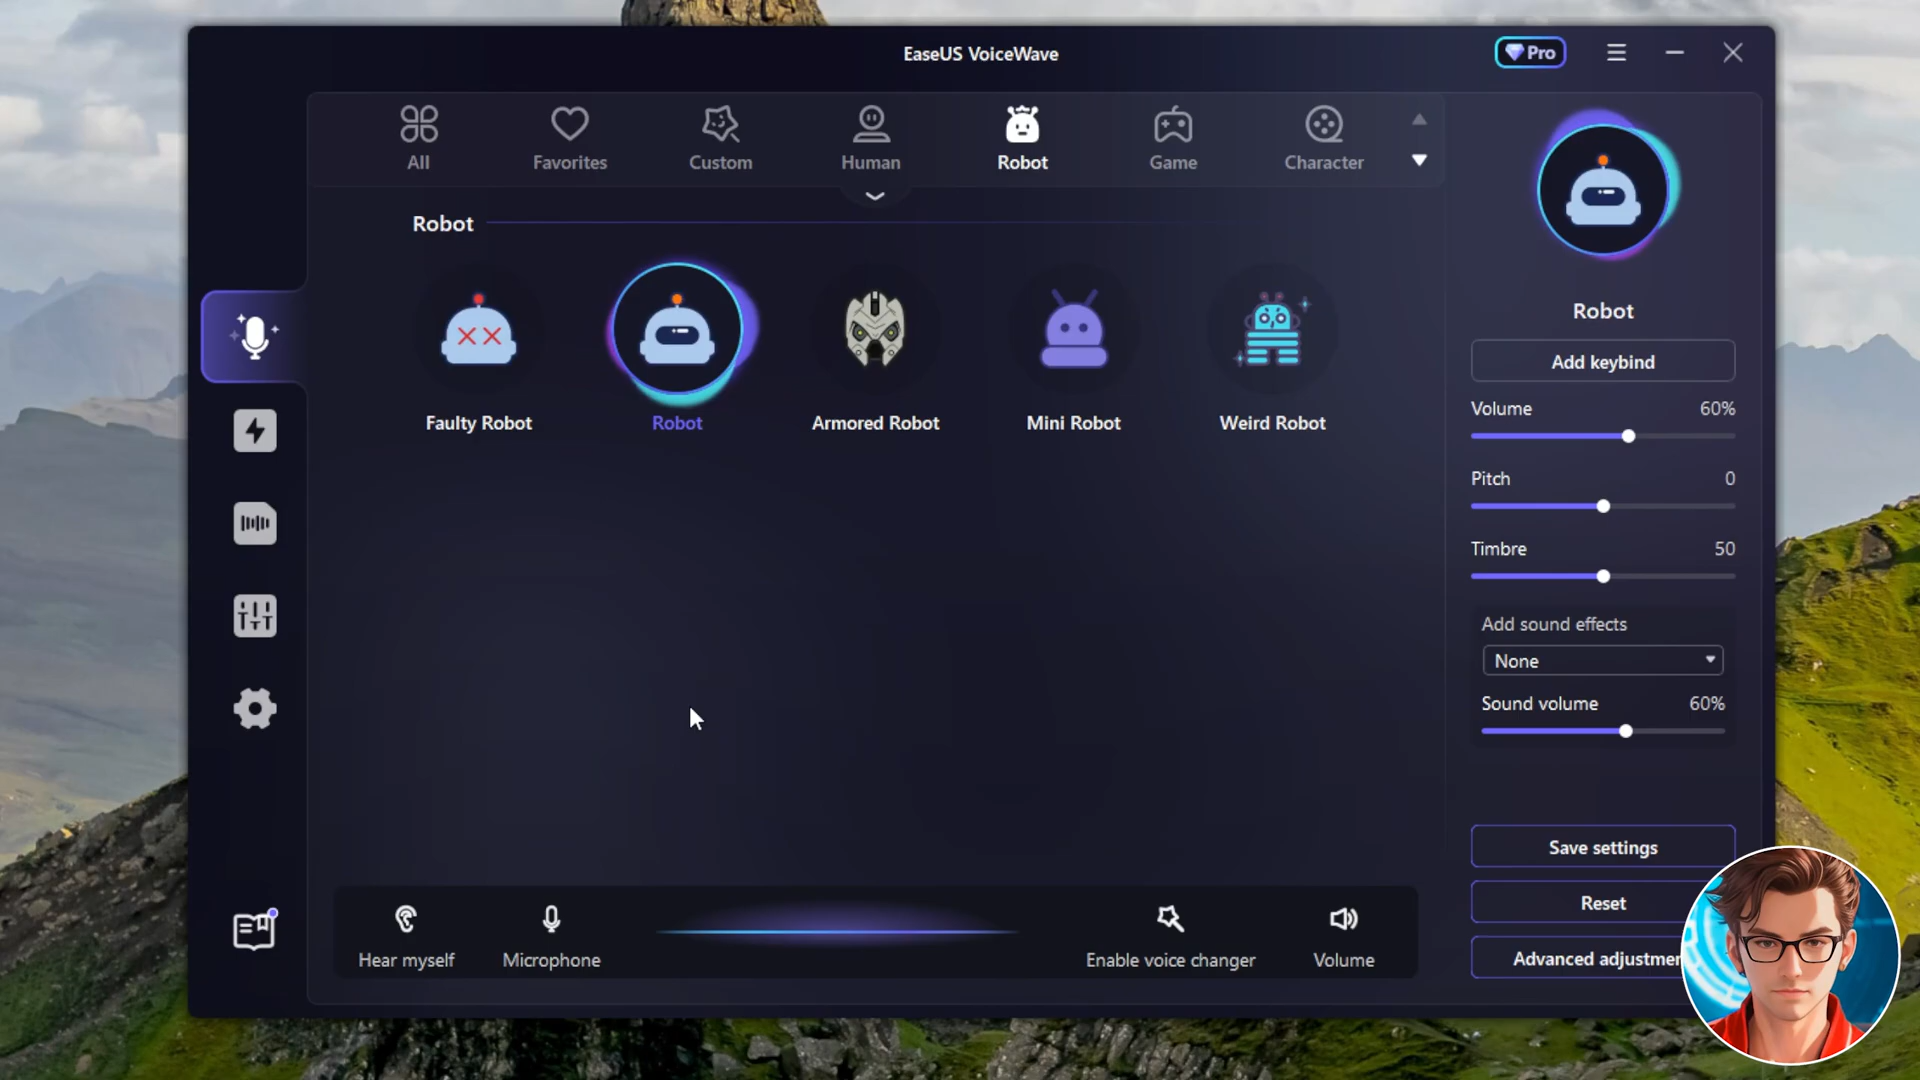 EaseUS VoiceWave
Pro
All
Favorites
Custom
Human
Robot
Game
Character
Robot
Faulty Robot
Robot
Armored Robot
Mini Robot
Weird Robot
Robot
Add keybind
Volume 60%
Pitch 0
Timbre 50
Add sound effects
None
Sound volume 60%
Save settings
Reset
Advanced adjustmen
Hear myself
Microphone
Enable voice changer
Volume